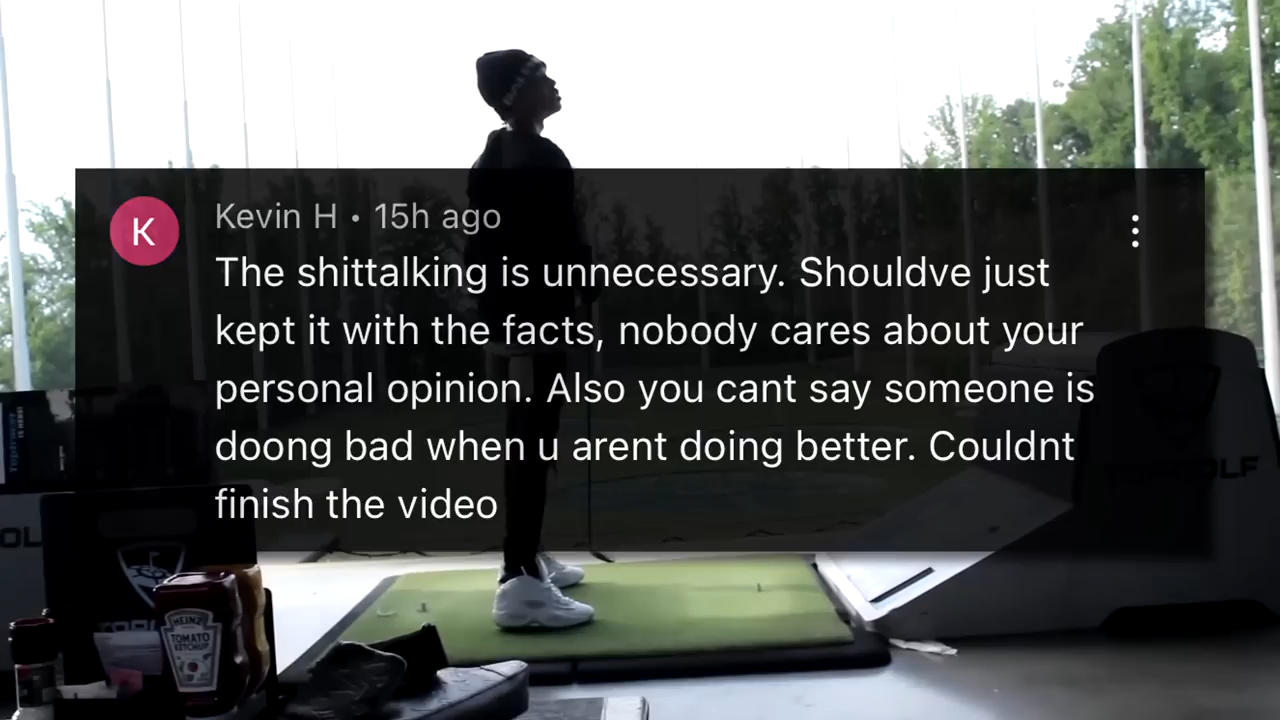 Kevin H • 15h ago
K
The shittalking is unnecessary. Shouldve just
kept it with the facts, nobody cares about your
personal opinion. Also you cant say someone is
doong bad when u arent doing better. Couldnt
finish the video
HEINZ
TOMATO
KETCHUP